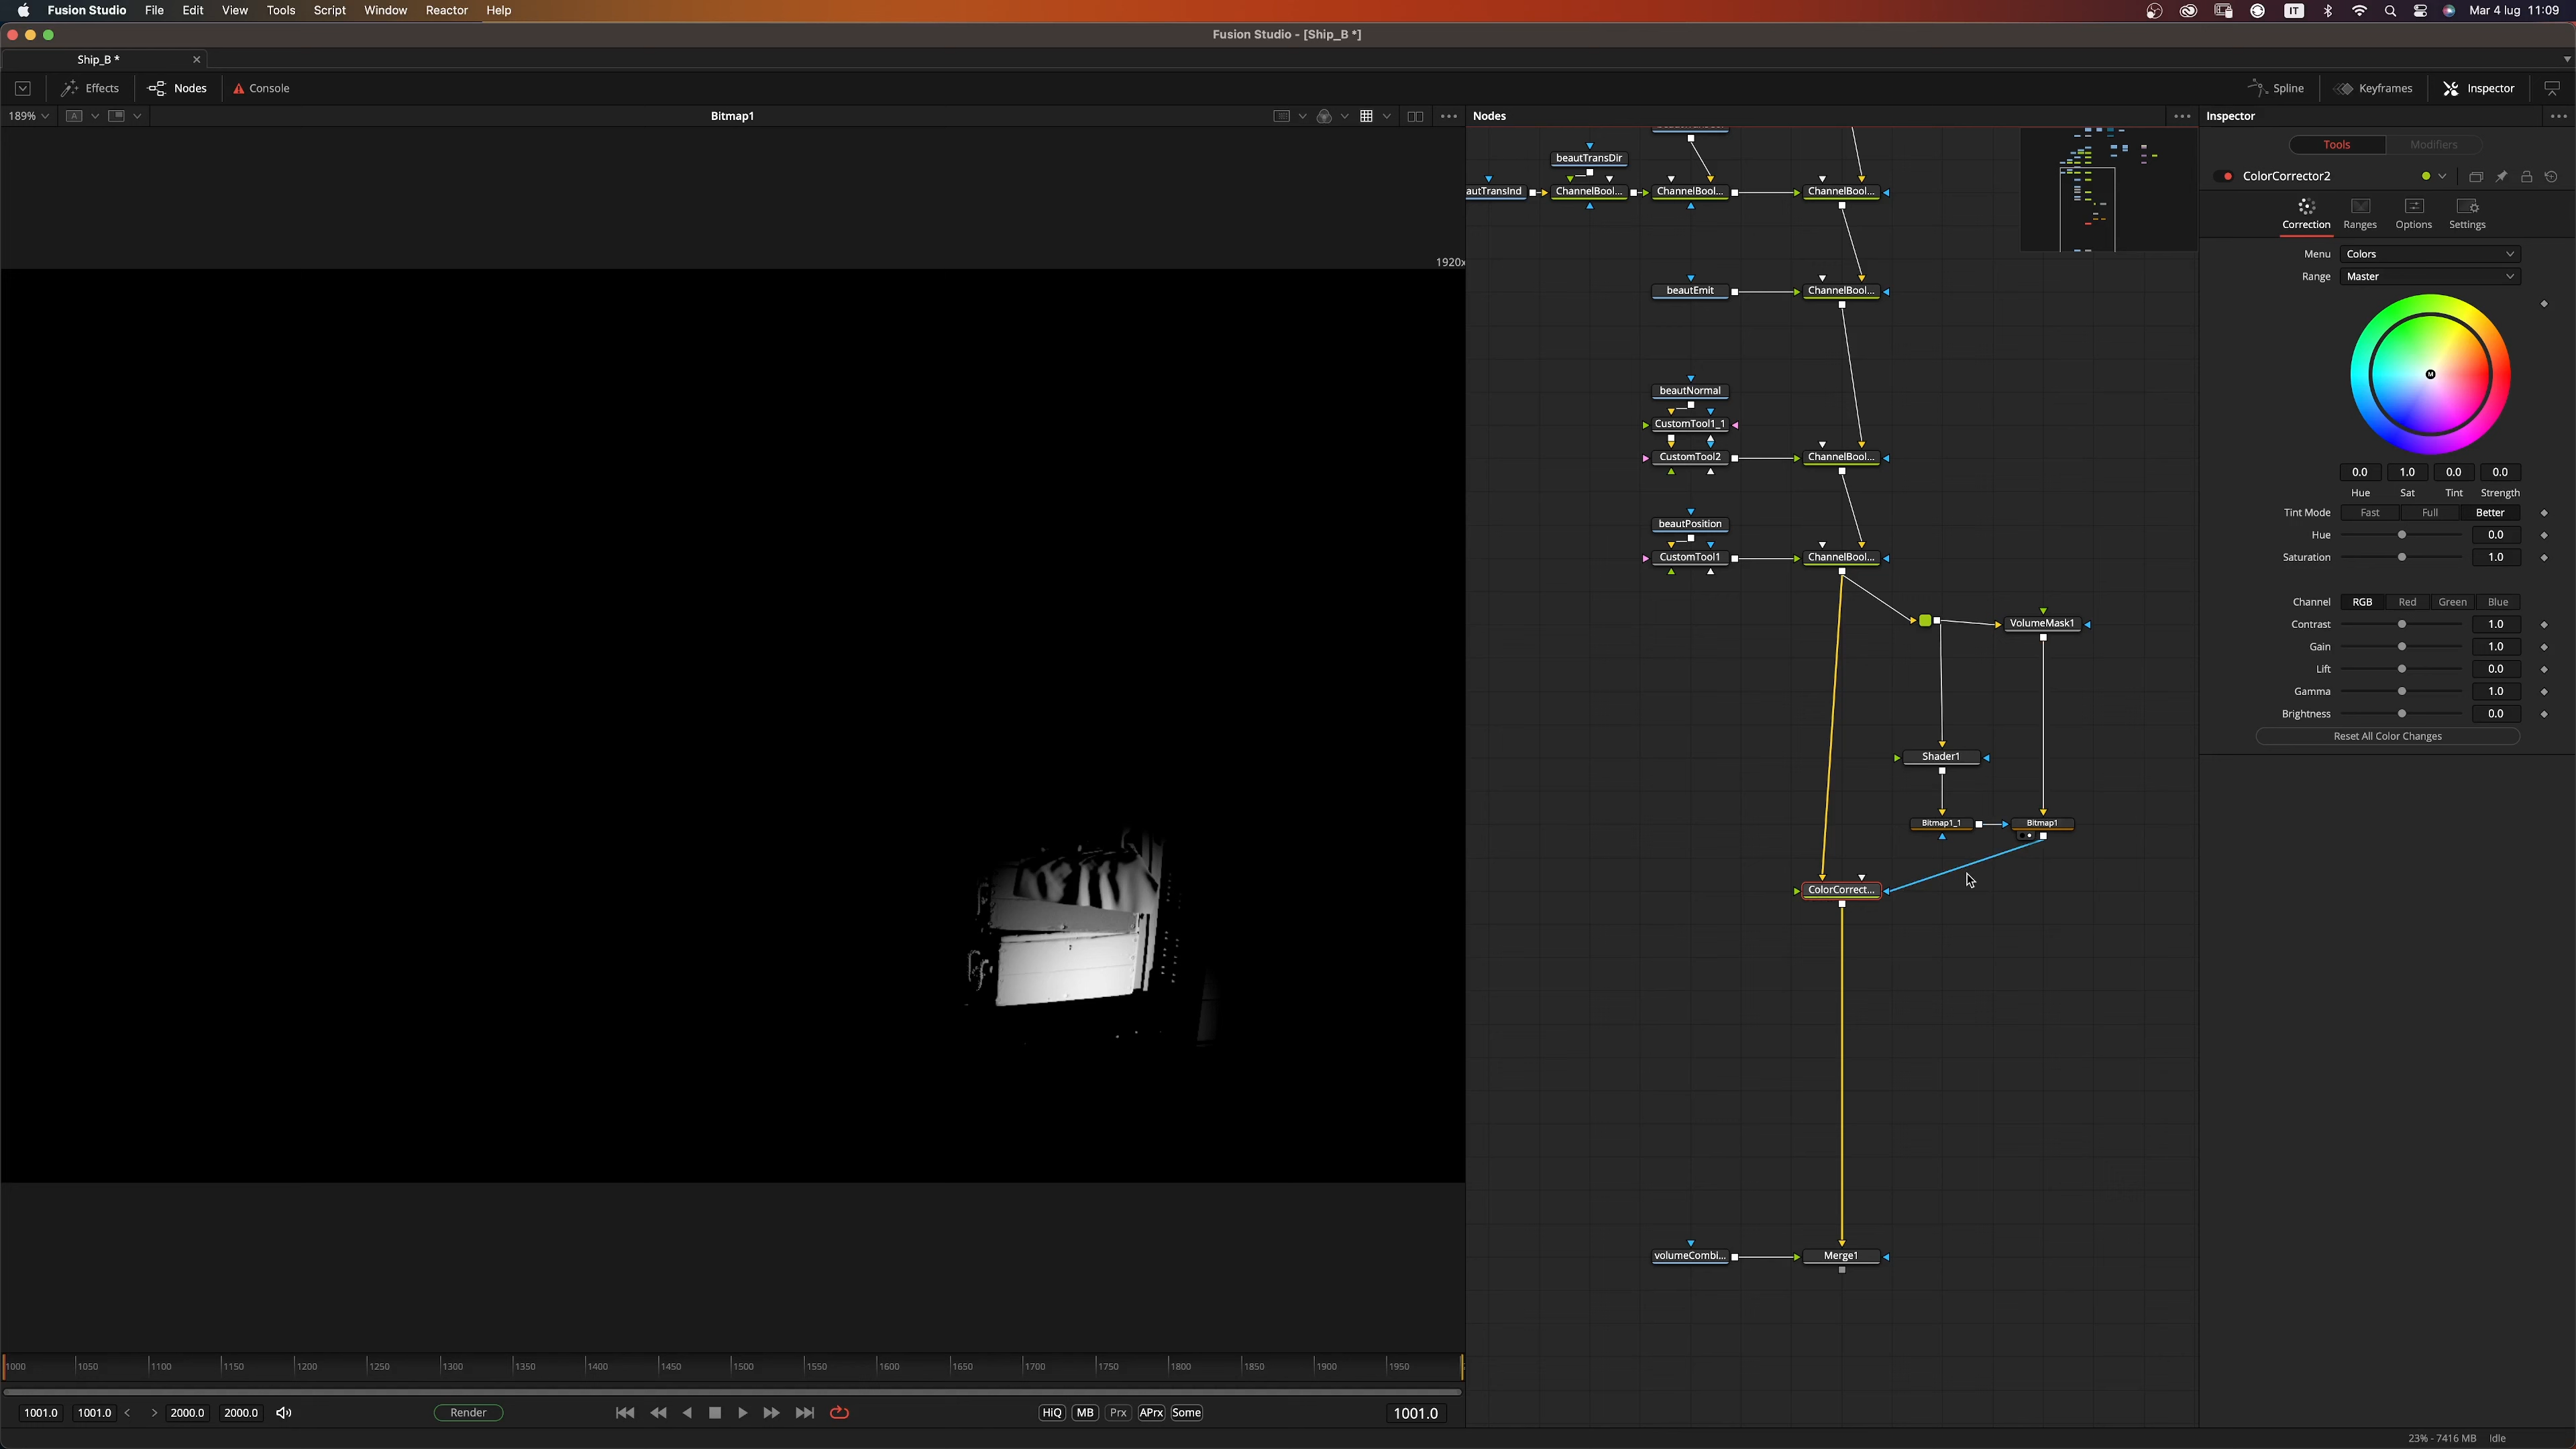 Fusion Studio File Edit View Tools Script Window Reactor Help IT Mar 4 lug 11:09
Fusion Studio - [Ship_B *]
Ship_B *
Effects Nodes Console Spline Keyframes Inspector
189% A Bitmap1 Nodes Inspector
Tools Modifiers
beautTransDir
ColorCorrector2
autTransInd ChannelBool... ChannelBool... ChannelBool...
Correction Ranges Options Settings
Menu Colors
1920x
Range Master
beautEmit ChannelBool...
M
beautNormal
CustomTool1_1
CustomTool2 ChannelBool...
0.0 1.0 0.0 0.0
Hue Sat Tint Strength
Tint Mode Fast Full Better
beautPosition
Hue 0.0
CustomTool1 ChannelBool...
Saturation 1.0
Channel RGB Red Green Blue
VolumeMask1
Contrast 1.0
Gain 1.0
Lift 0.0
Gamma 1.0
Brightness 0.0
Reset All Color Changes
Shader1
Bitmap1_1 Bitmap1
ColorCorrect...
volumeCombi... Merge1
1000 1050 1100 1150 1200 1250 1300 1350 1400 1450 1500 1550 1600 1650 1700 1750 1800 1850 1900 1950
1001.0 1001.0 < > 2000.0 2000.0 Render HiQ MB Prx APrx Some 1001.0
23% - 7416 MB Idle